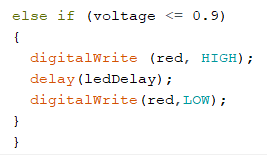 else if (voltage <= 0.9)
{
digitalWrite (red, HIGH);
delay(ledDelay);
digitalWrite(red,LOW);
}
}